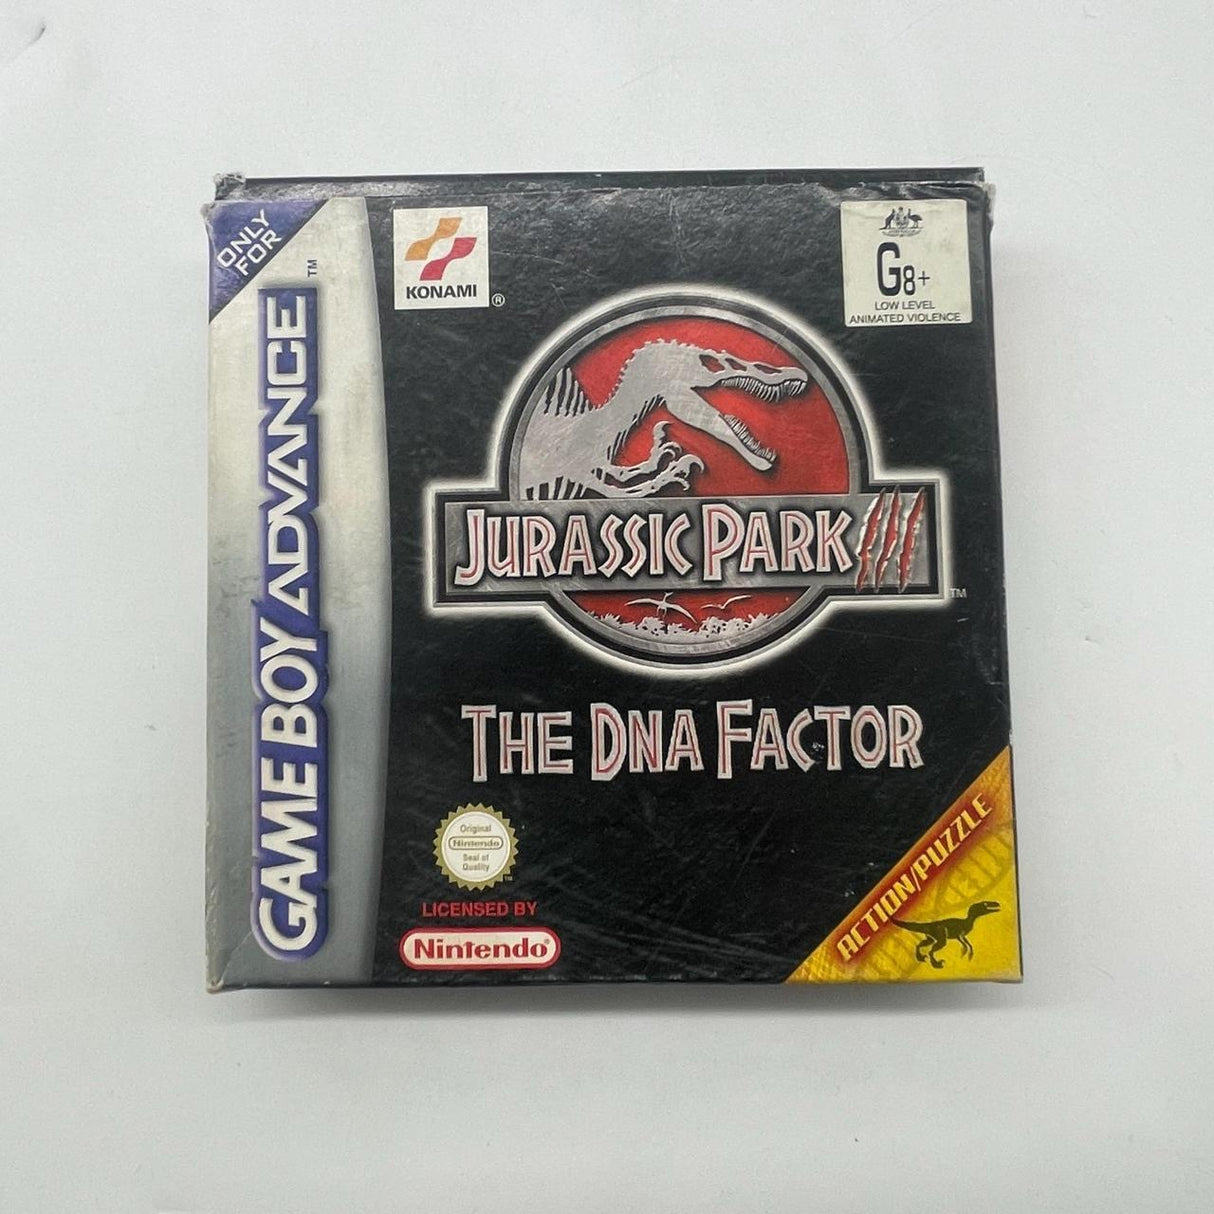 ONLY
FOR
GAME BOY ADVANCE™
KONAMI
®
G8+
LOW LEVEL
ANIMATED VIOLENCE
JURASSIC PARK III
TM
THE DNA FACTOR
Original
Nintendo
Seal of
Quality
TM
LICENSED BY
Nintendo®
ACTION/PUZZLE